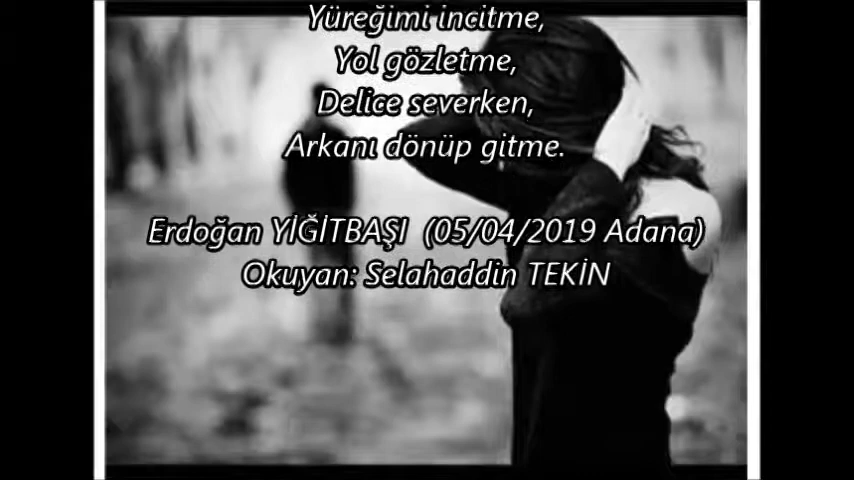 Yüreğimi incitme,
Yol gözletme,
Delice severken,
Arkanı dönüp gitme.
Erdoğan YİĞİTBAŞI (05/04/2019 Adana)
Okuyan: Selahaddin TEKİN